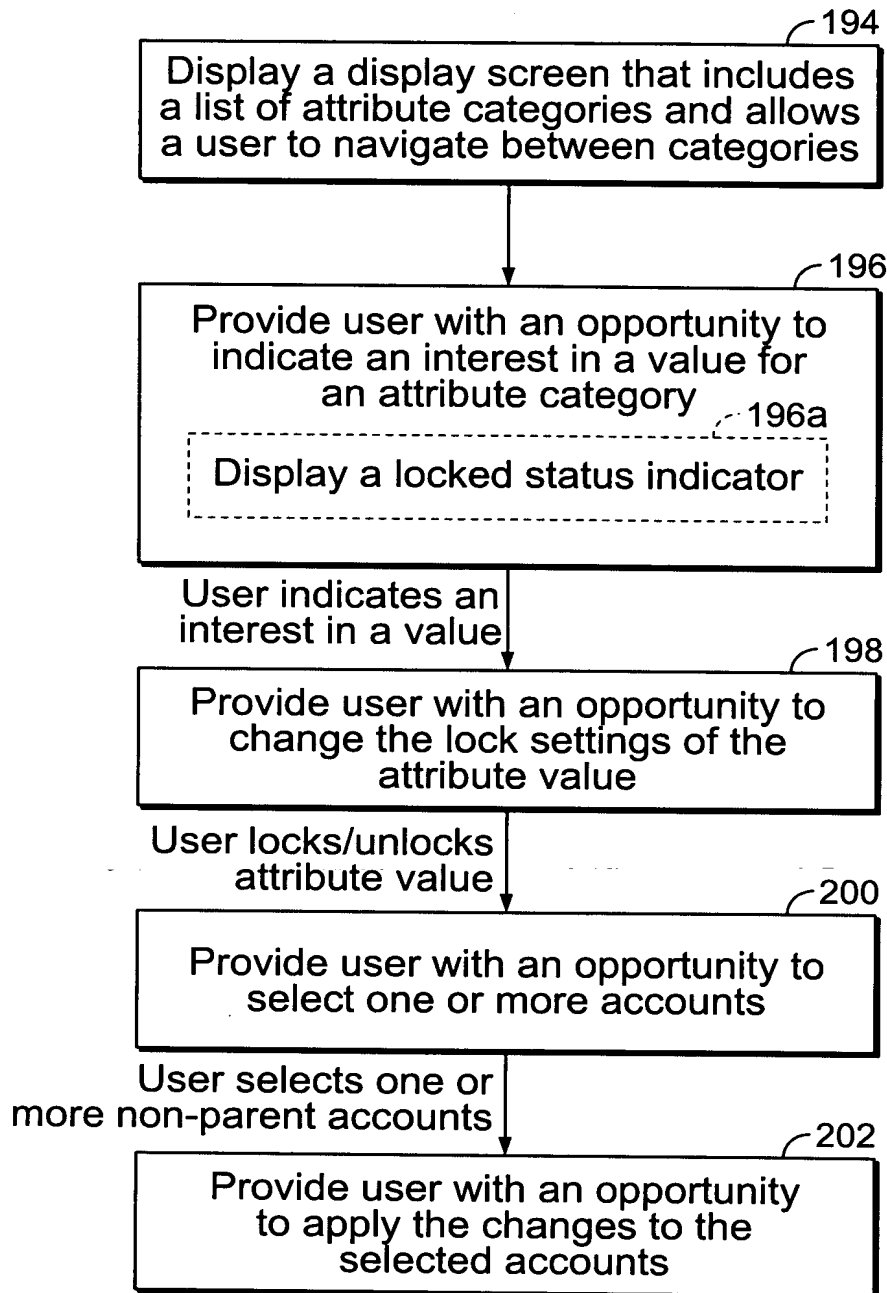 194
Display a display screen that includes
a list of attribute categories and allows
a user to navigate between categories
196
Provide user with an opportunity to
indicate an interest in a value for
an attribute category
196a
Display a locked status indicator
User indicates an
interest in a value
198
Provide user with an opportunity to
change the lock settings of the
attribute value
User locks/unlocks
attribute value
200
Provide user with an opportunity to
select one or more accounts
User selects one or
more non-parent accounts
202
Provide user with an opportunity
to apply the changes to the
selected accounts